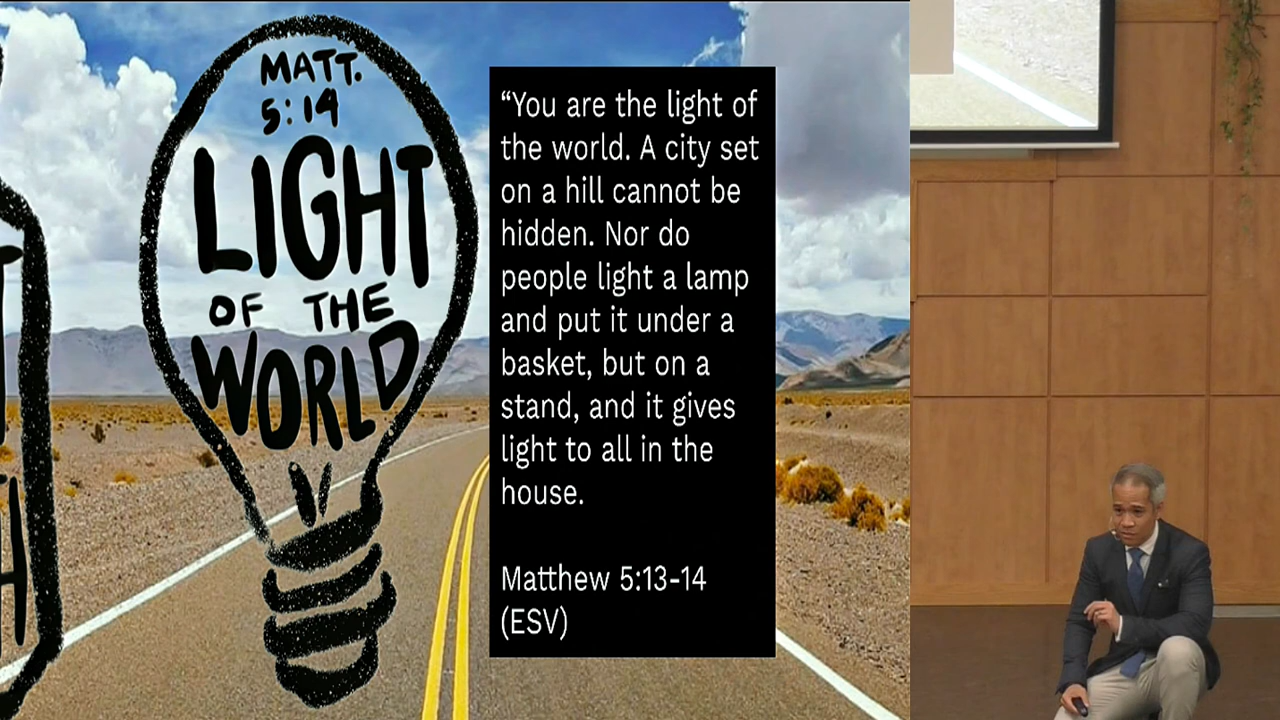 MATT.
5:14
LIGHT
OF THE
WORLD
“You are the light of
the world. A city set
on a hill cannot be
hidden. Nor do
people light a lamp
and put it under a
basket, but on a
stand, and it gives
light to all in the
house.
Matthew 5:13-14
(ESV)